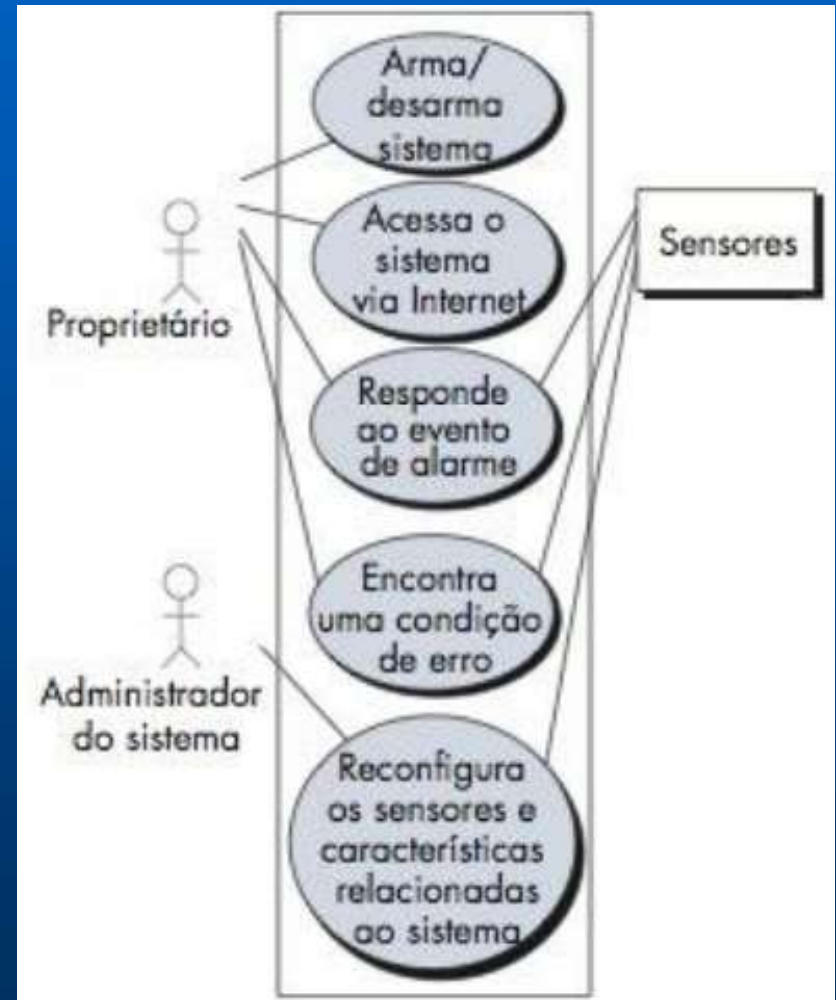 Arma/
desarma
sistema
Acessa o
sistema
via Internet
Sensores
Proprietário
Responde
ao evento
de alarme
Encontra
uma condição
de erro
Administrador
do sistema
Reconfigura
os sensores e
características
relacionadas
ao sistema